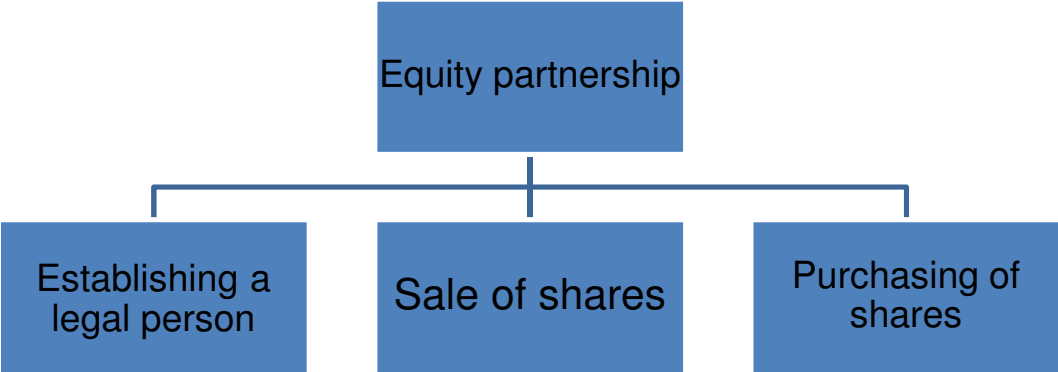 Equity partnership
Establishing a
legal person
Sale of shares
Purchasing of
shares